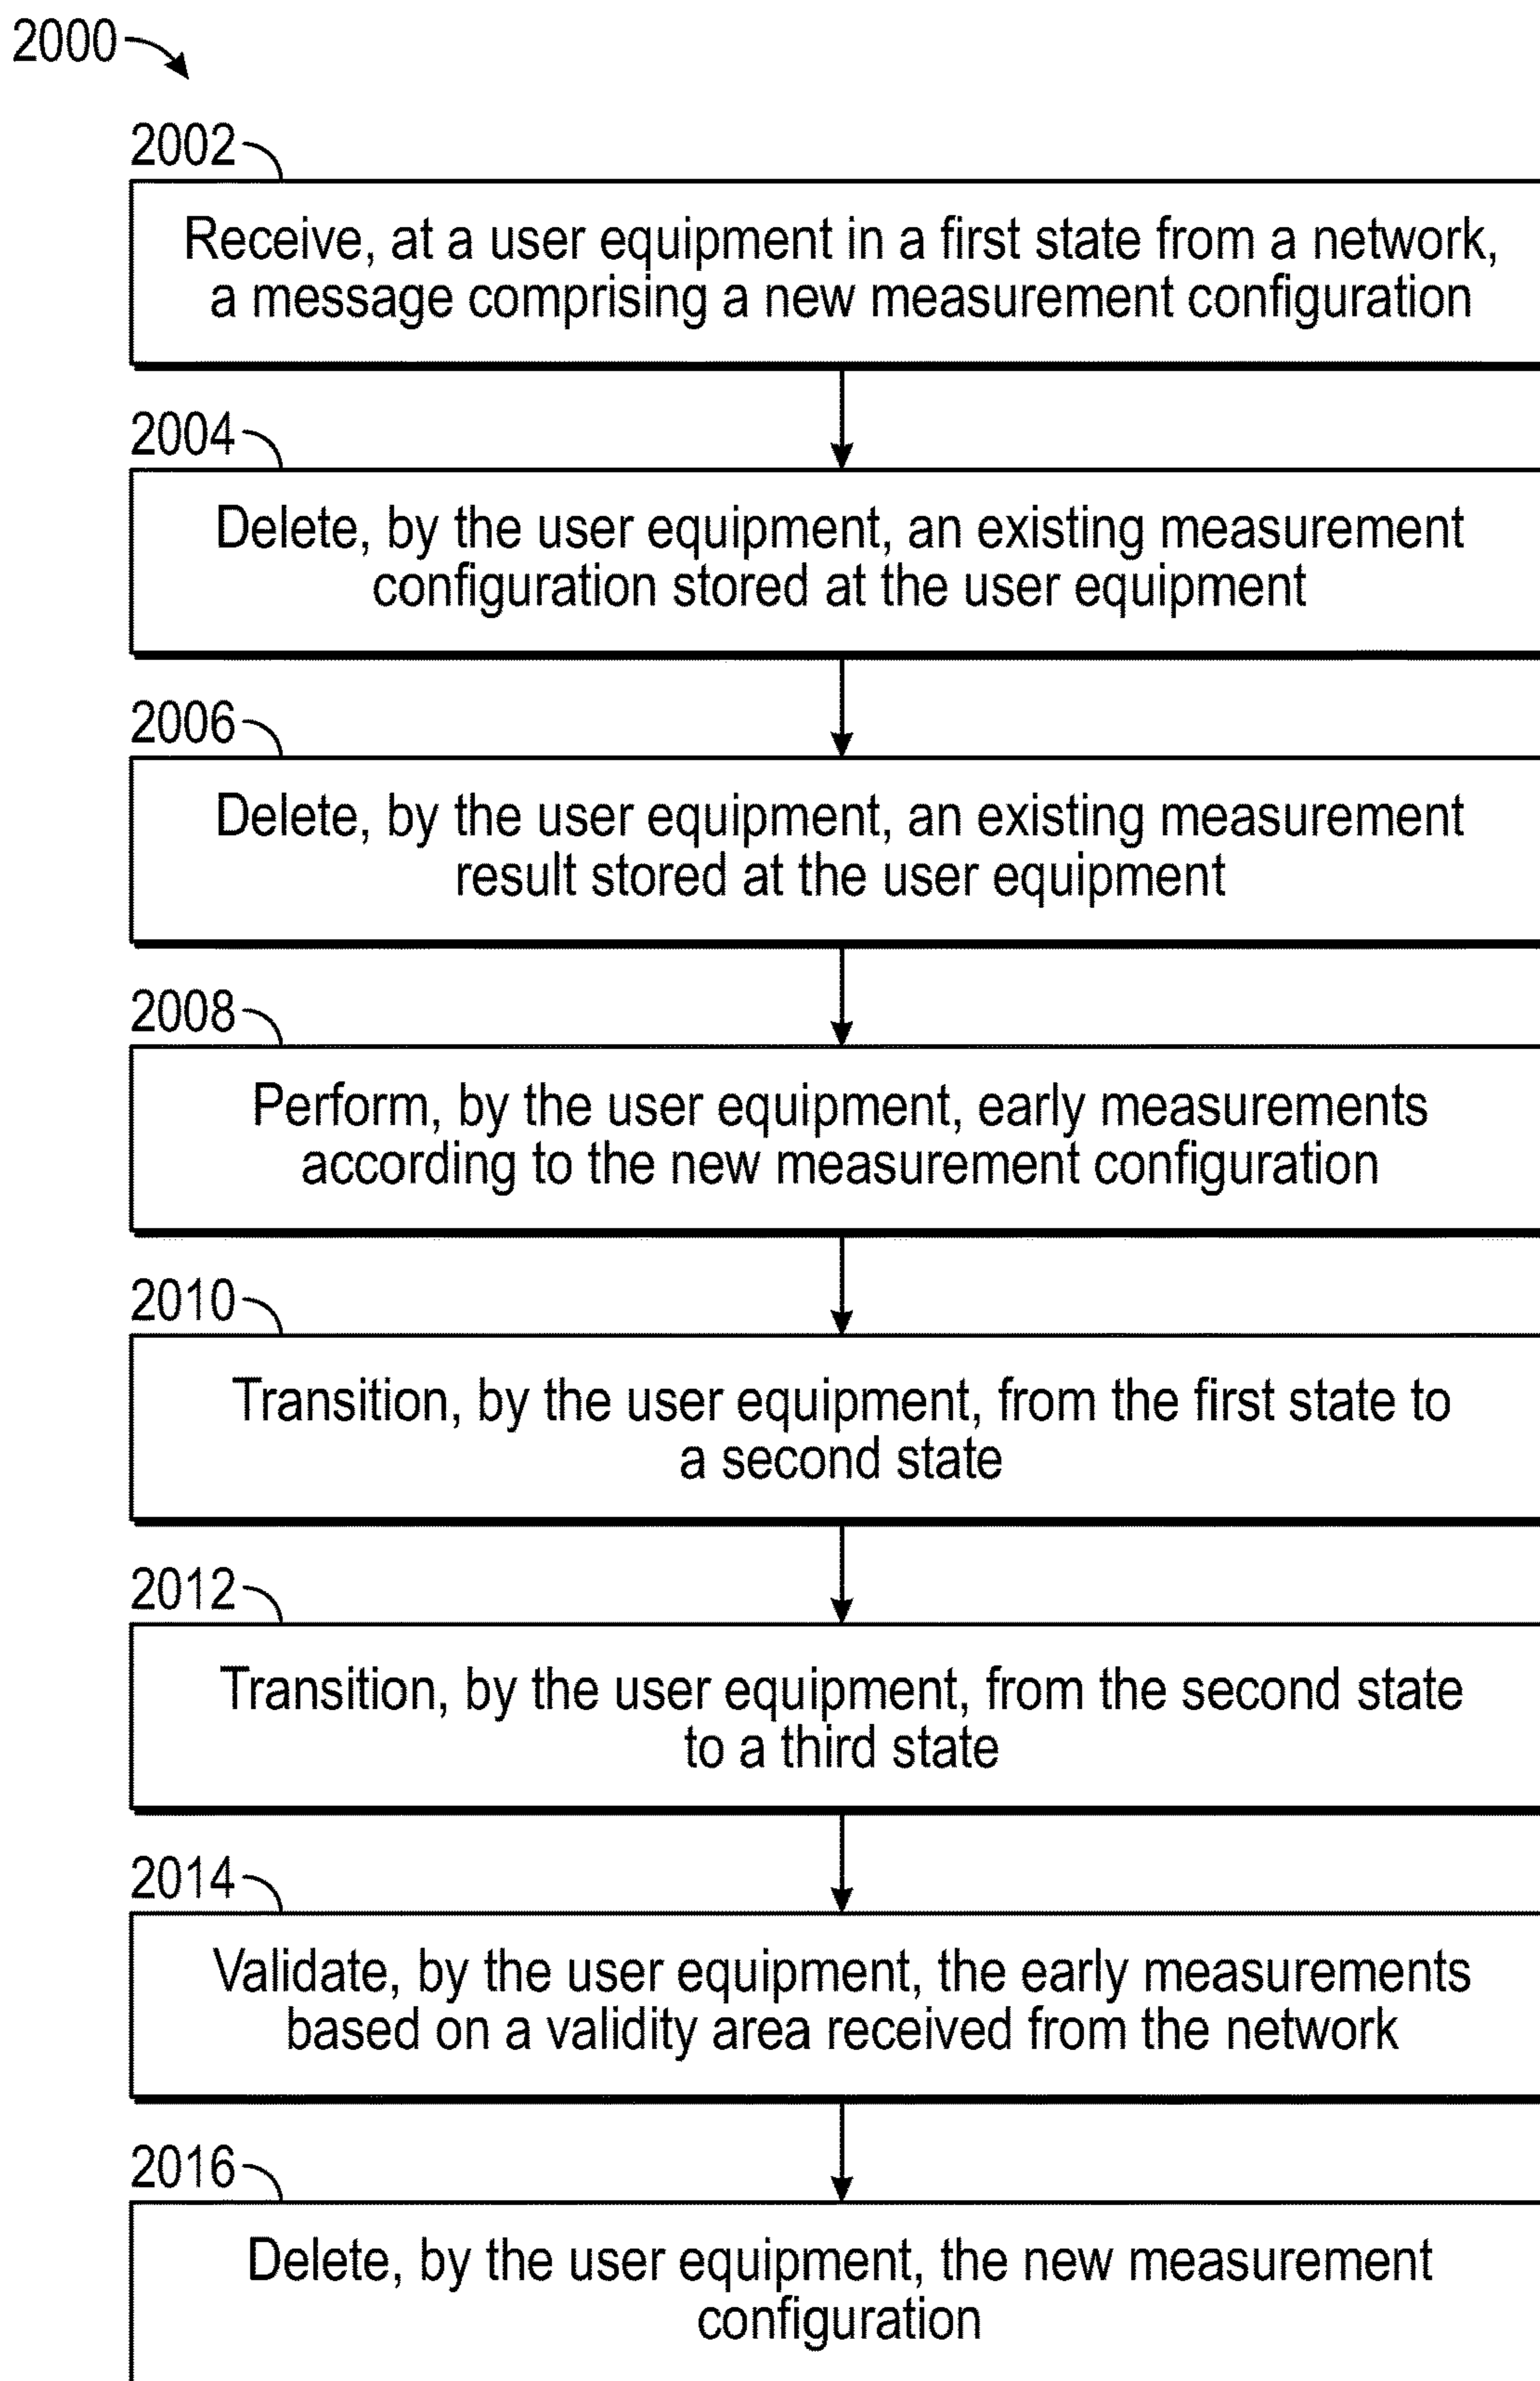 2000
2002
Receive, at a user equipment in a first state from a network,
a message comprising a new measurement configuration
2004
Delete, by the user equipment, an existing measurement
configuration stored at the user equipment
2006
Delete, by the user equipment, an existing measurement
result stored at the user equipment
2008
Perform, by the user equipment, early measurements
according to the new measurement configuration
2010
Transition, by the user equipment, from the first state to
a second state
2012
Transition, by the user equipment, from the second state
to a third state
2014
Validate, by the user equipment, the early measurements
based on a validity area received from the network
2016
Delete, by the user equipment, the new measurement
configuration